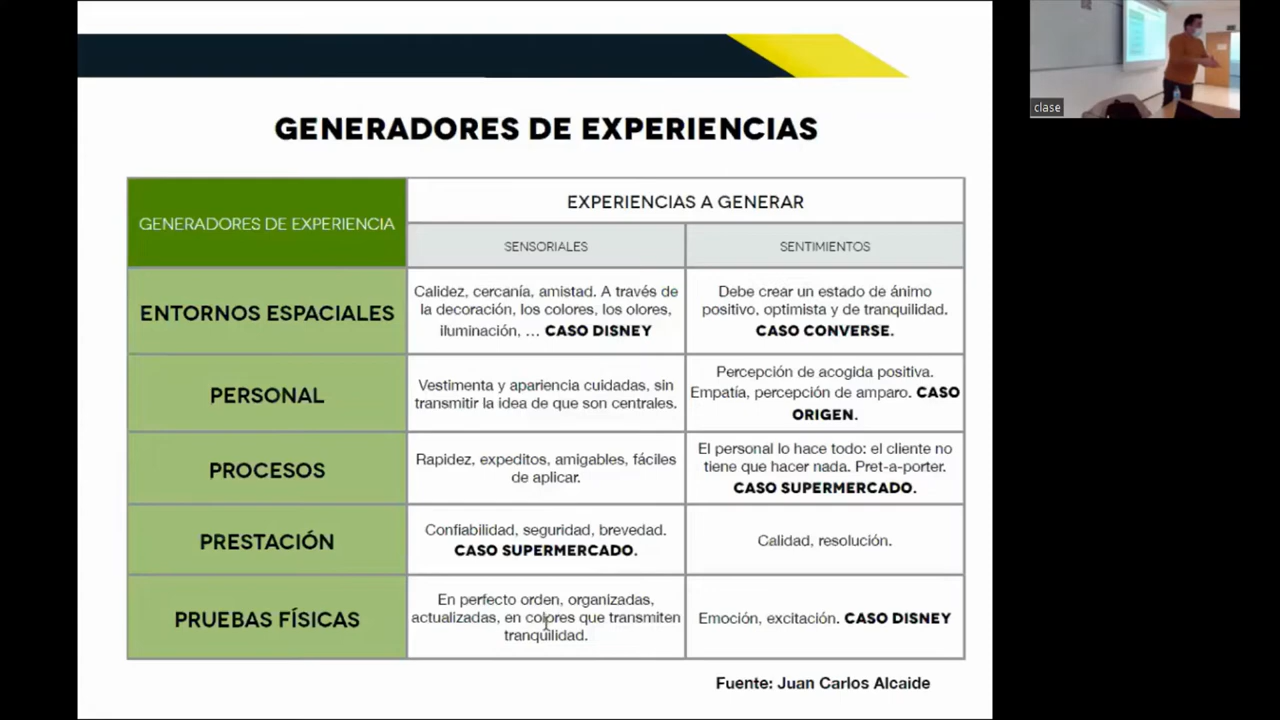 GENERADORES DE EXPERIENCIAS
GENERADORES DE EXPERIENCIA
EXPERIENCIAS A GENERAR
SENSORIALES
SENTIMIENTOS
ENTORNOS ESPACIALES
Calidez, cercanía, amistad. A través de
la decoración, los colores, los olores,
iluminación, ... CASO DISNEY
Debe crear un estado de ánimo
positivo, optimista y de tranquilidad.
CASO CONVERSE.
PERSONAL
Vestimenta y apariencia cuidadas, sin
transmitir la idea de que son centrales.
Percepción de acogida positiva.
Empatía, percepción de amparo. CASO
ORIGEN.
PROCESOS
Rapidez, expeditos, amigables, fáciles
de aplicar.
El personal lo hace todo: el cliente no
tiene que hacer nada. Pret-a-porter.
CASO SUPERMERCADO.
PRESTACIÓN
Confiabilidad, seguridad, brevedad.
CASO SUPERMERCADO.
Calidad, resolución.
PRUEBAS FÍSICAS
En perfecto orden, organizadas,
actualizadas, en colores que transmiten
tranquilidad.
Emoción, excitación. CASO DISNEY
Fuente: Juan Carlos Alcaide
clase